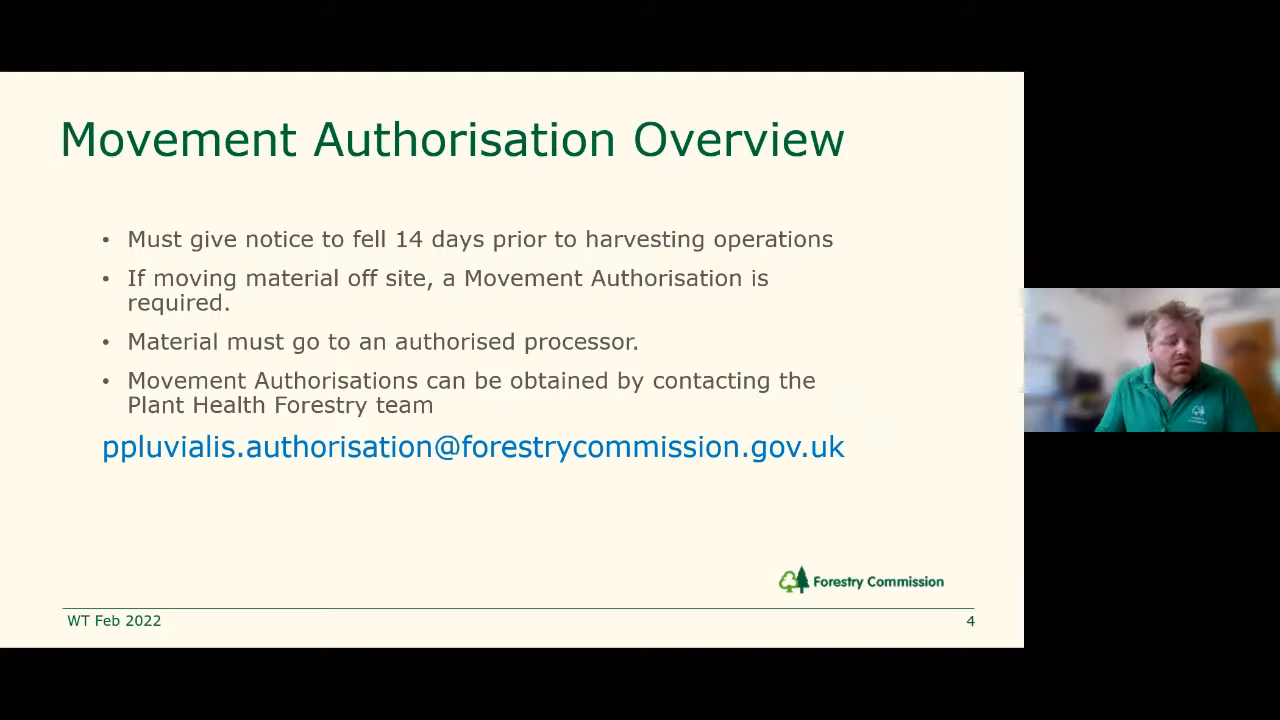 Movement Authorisation Overview
• Must give notice to fell 14 days prior to harvesting operations
• If moving material off site, a Movement Authorisation is
required.
• Material must go to an authorised processor.
• Movement Authorisations can be obtained by contacting the
Plant Health Forestry team
ppluvialis.authorisation@forestrycommission.gov.uk
Forestry Commission
WT Feb 2022
4